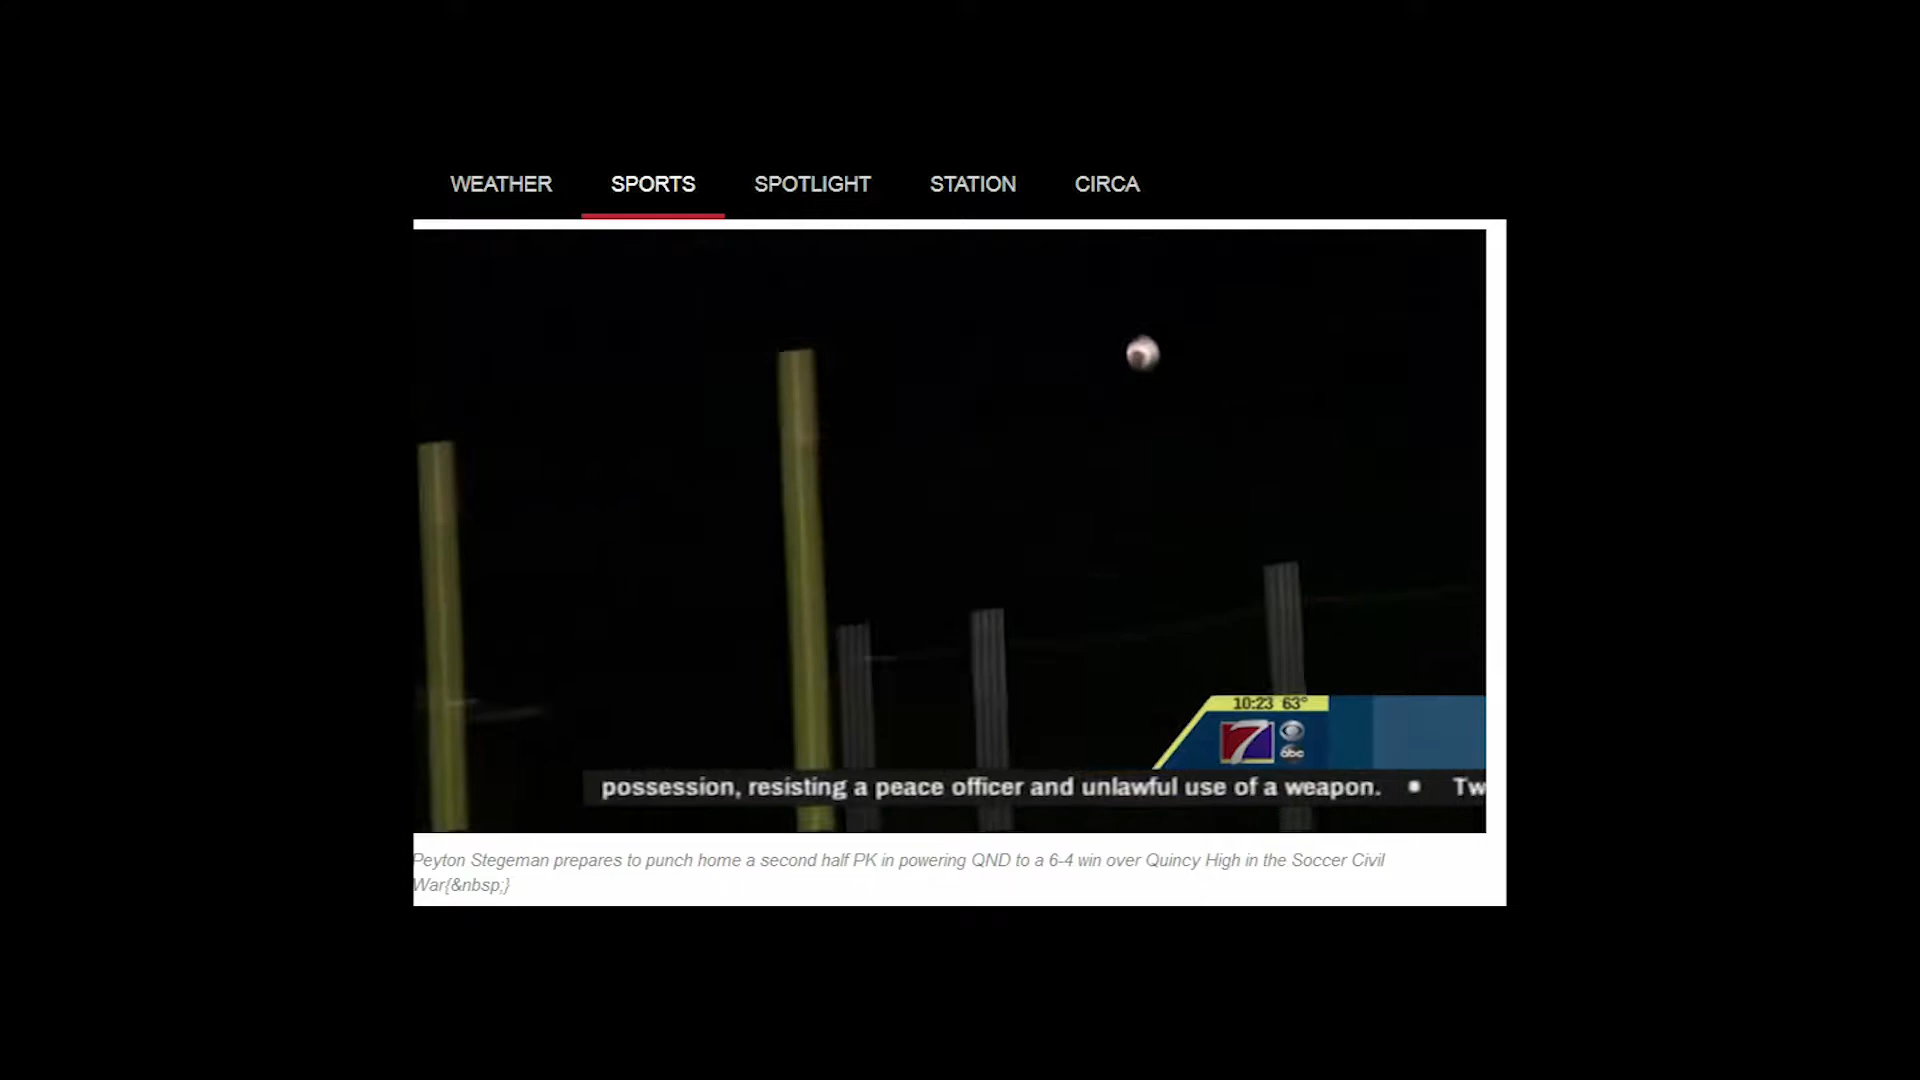 WEATHER SPORTS SPOTLIGHT STATION CIRCA
10:23 63°
7
abc
possession, resisting a peace officer and unlawful use of a weapon. • Tw
Peyton Stegeman prepares to punch home a second half PK in powering QND to a 6-4 win over Quincy High in the Soccer Civil
War{&nbsp;}